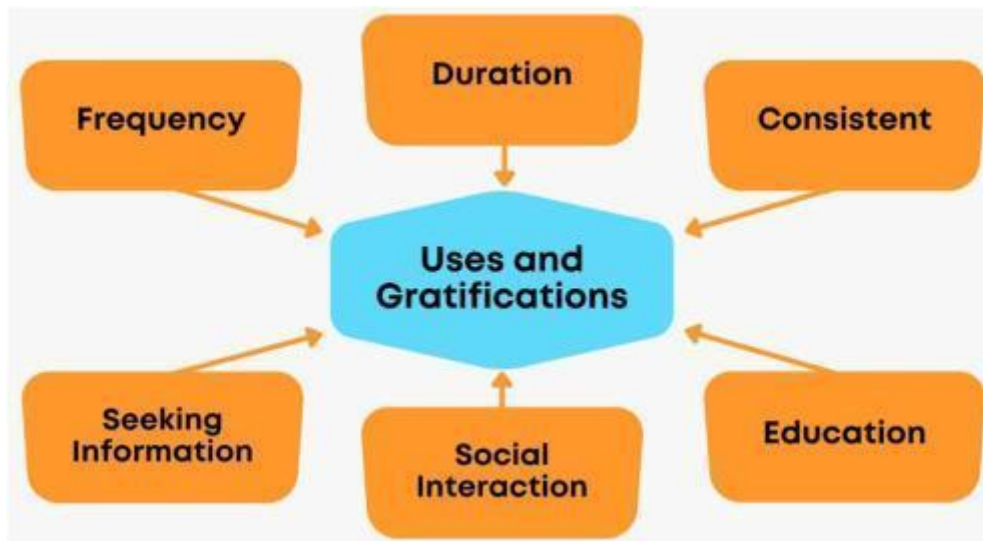 Frequency
Duration
Consistent
Uses and
Gratifications
Seeking
Information
Social
Interaction
Education